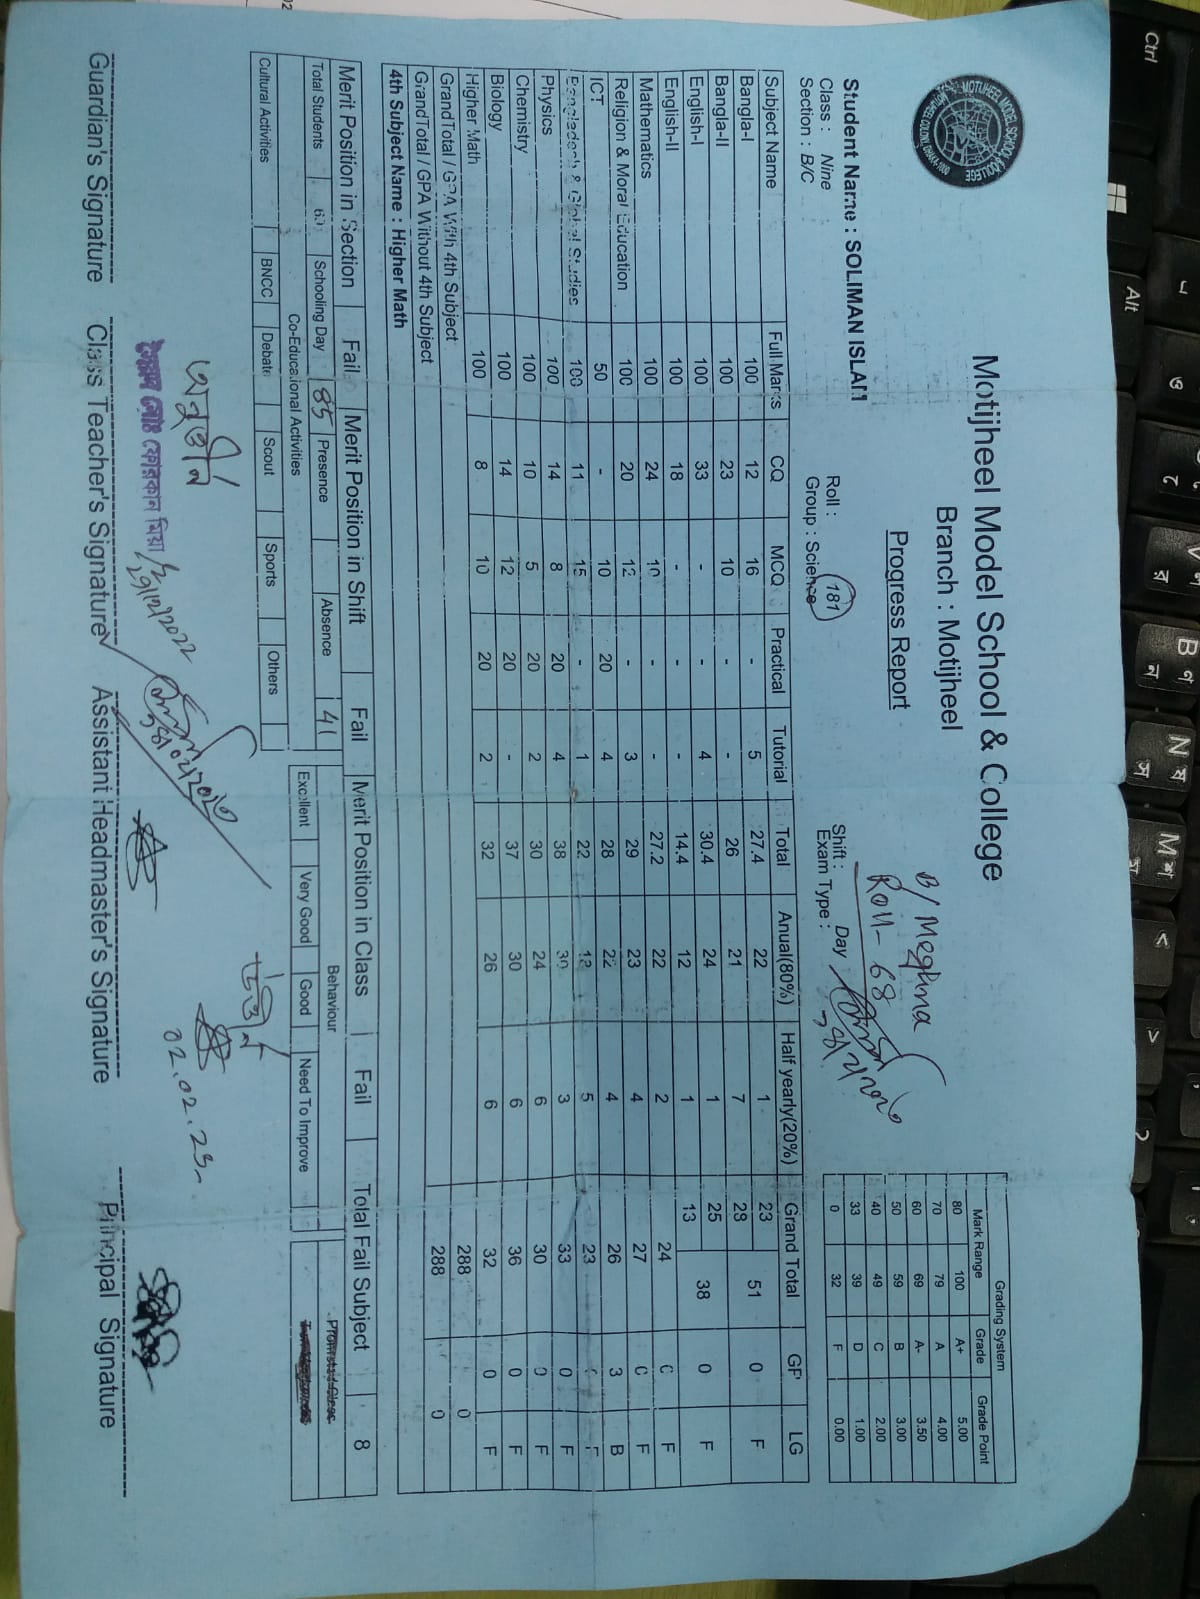 Motijheel Model School & College
Branch : Motijheel
Progress Report
B/ Meghna
Roll - 68
Student Name : SOLIMAN ISLAM
Class : Nine
Section : B/C
Roll : 181
Group : Science
Shift : Day
Exam Type :
Grading System
Mark Range Grade Grade Point
80 100 A+ 5.00
70 79 A 4.00
60 69 A- 3.50
50 59 B 3.00
40 49 C 2.00
33 39 D 1.00
0 32 F 0.00
Subject Name Full Marks CQ MCQ Practical Tutorial Total Anual(80%) Half yearly(20%) Grand Total GP LG
Bangla-I 100 12 16 - 5 27.4 22 1 23 51 0 F
Bangla-II 100 23 10 - - 26 21 7 28
English-I 100 33 - - 4 30.4 24 1 25 38 0 F
English-II 100 18 - - - 14.4 12 1 13
Mathematics 100 24 10 - - 27.2 22 2 24 F
Religion & Moral Education 100 20 12 - 3 29 23 4 27 F
ICT 50 - 10 20 4 28 22 4 26 3 B
Bangladesh & Global Studies 100 11 15 - 1 22 18 5 23 F
Physics 100 14 8 20 4 38 30 3 33 0 F
Chemistry 100 10 5 20 2 30 24 6 30 0 F
Biology 100 14 12 20 - 37 30 6 36 0 F
Higher Math 100 8 10 20 2 32 26 6 32 0 F
GrandTotal / GPA With 4th Subject 288 0
GrandTotal / GPA Without 4th Subject 288 0
4th Subject Name : Higher Math
Merit Position in Section Fail Merit Position in Shift Fail Merit Position in Class Fail Total Fail Subject 8
Total Students Schooling Day 85 Presence Absence 41
Co-Educational Activities
Behaviour
Cultural Activities BNCC Debate Scout Sports Others
Excellent Very Good Good Need To Improve
মোঃ ফোরকান মিয়া
02.02.23
Guardian's Signature Class Teacher's Signature Assistant Headmaster's Signature Principal Signature
Ctrl
Alt
B
N
M